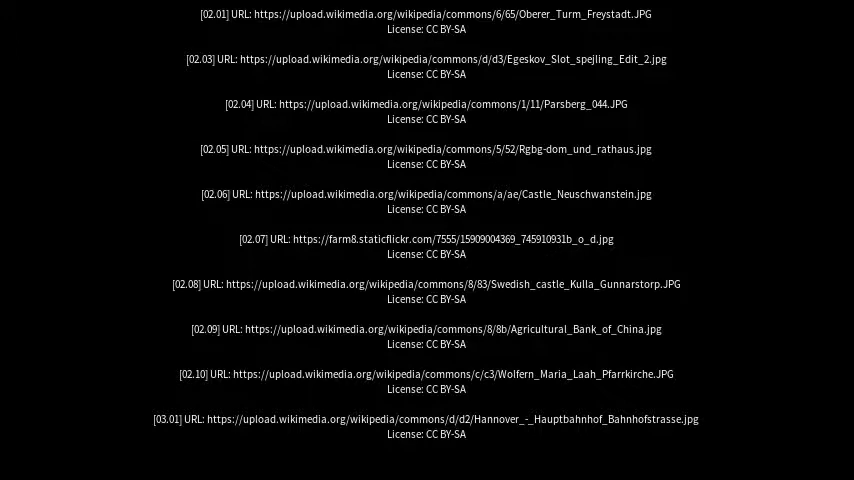 [02.01] URL: https://upload.wikimedia.org/wikipedia/commons/6/65/Oberer_Turm_Freystadt.JPG
License: CC BY-SA
[02.03] URL: https://upload.wikimedia.org/wikipedia/commons/d/d3/Egeskov_Slot_spejling_Edit_2.jpg
License: CC BY-SA
[02.04] URL: https://upload.wikimedia.org/wikipedia/commons/1/11/Parsberg_044.JPG
License: CC BY-SA
[02.05] URL: https://upload.wikimedia.org/wikipedia/commons/5/52/Rgbg-dom_und_rathaus.jpg
License: CC BY-SA
[02.06] URL: https://upload.wikimedia.org/wikipedia/commons/a/ae/Castle_Neuschwanstein.jpg
License: CC BY-SA
[02.07] URL: https://farm8.staticflickr.com/7555/15909004369_745910931b_o_d.jpg
License: CC BY-SA
[02.08] URL: https://upload.wikimedia.org/wikipedia/commons/8/83/Swedish_castle_Kulla_Gunnarstorp.JPG
License: CC BY-SA
[02.09] URL: https://upload.wikimedia.org/wikipedia/commons/8/8b/Agricultural_Bank_of_China.jpg
License: CC BY-SA
[02.10] URL: https://upload.wikimedia.org/wikipedia/commons/c/c3/Wolfern_Maria_Laah_Pfarrkirche.JPG
License: CC BY-SA
[03.01] URL: https://upload.wikimedia.org/wikipedia/commons/d/d2/Hannover_-_Hauptbahnhof_Bahnhofstrasse.jpg
License: CC BY-SA